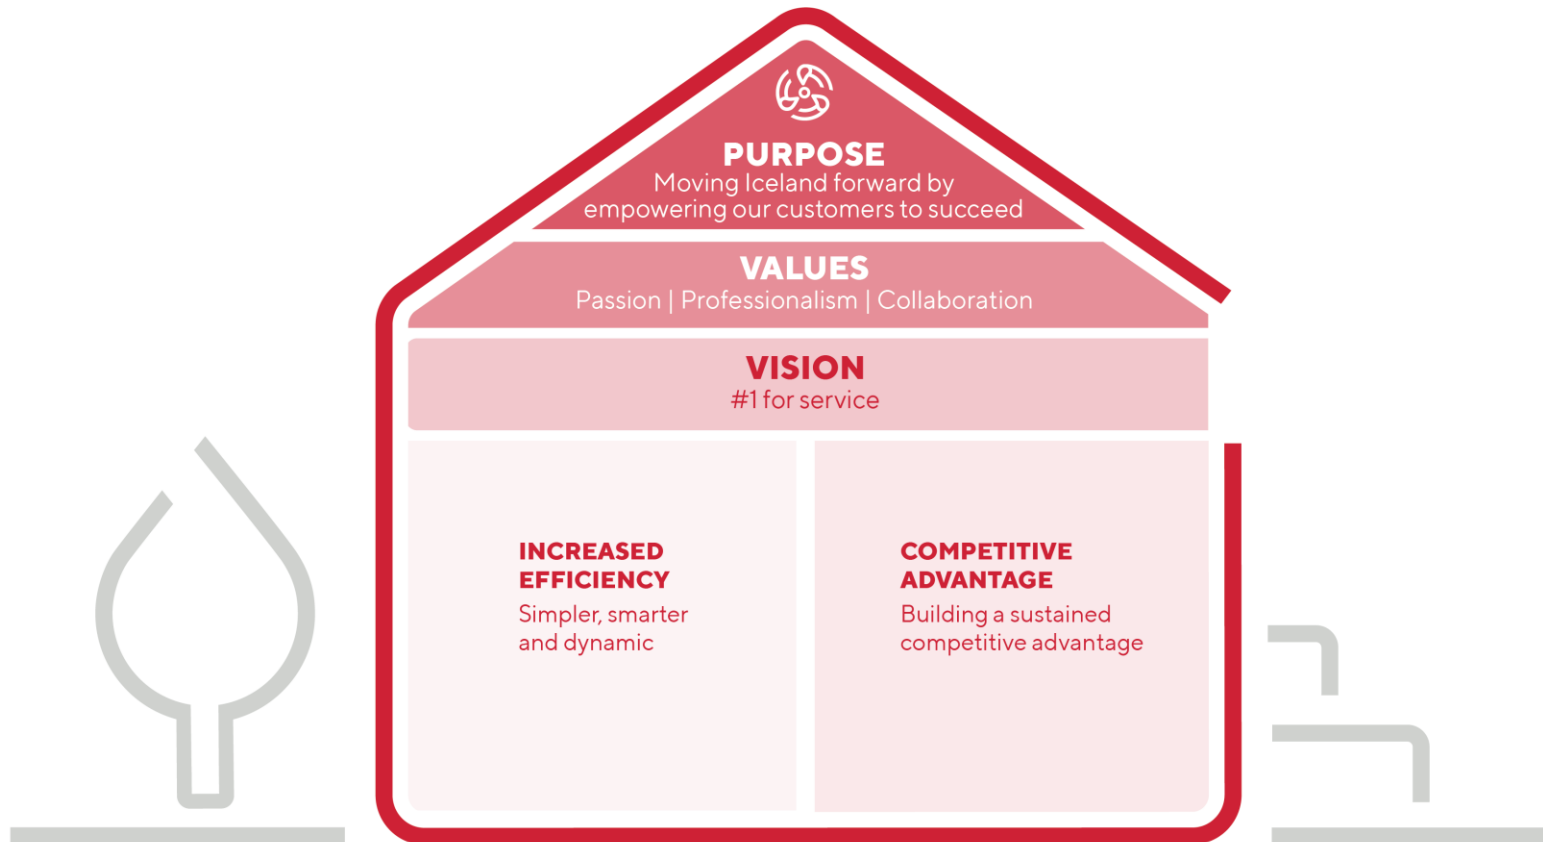 PURPOSE
Moving Iceland forward by
empowering our customers to succeed
VALUES
Passion | Professionalism | Collaboration
VISION
#1 for service
INCREASED
EFFICIENCY
Simpler, smarter
and dynamic
COMPETITIVE
ADVANTAGE
Building a sustained
competitive advantage